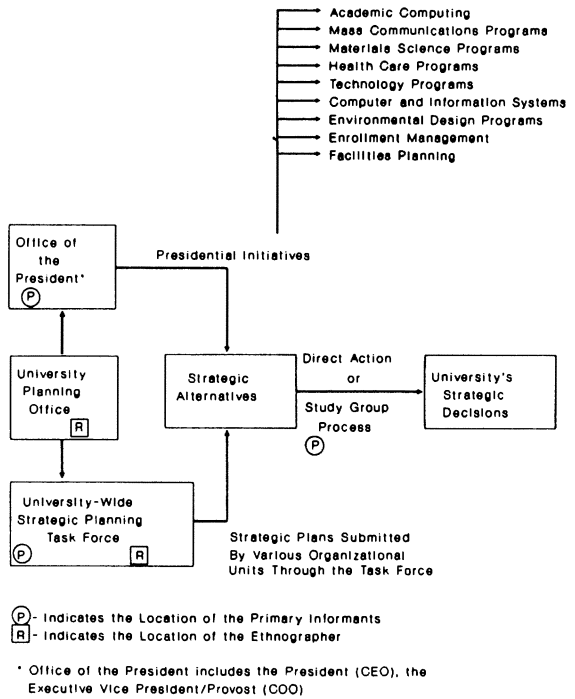 Academic Computing
Mass Communications Programs
Materials Science Programs
Health Care Programs
Technology Programs
Computer and Information Systems
Environmental Design Programs
Enrollment Management
Facilities Planning
Office of
the
President*
P
Presidential Initiatives
University
Planning
Office
R
Strategic
Alternatives
Direct Action
or
Study Group
Process
P
University's
Strategic
Decisions
University-Wide
Strategic Planning
Task Force
P
R
Strategic Plans Submitted
By Various Organizational
Units Through the Task Force
P - Indicates the Location of the Primary Informants
R - Indicates the Location of the Ethnographer
* Office of the President includes the President (CEO), the
Executive Vice President/Provost (COO)